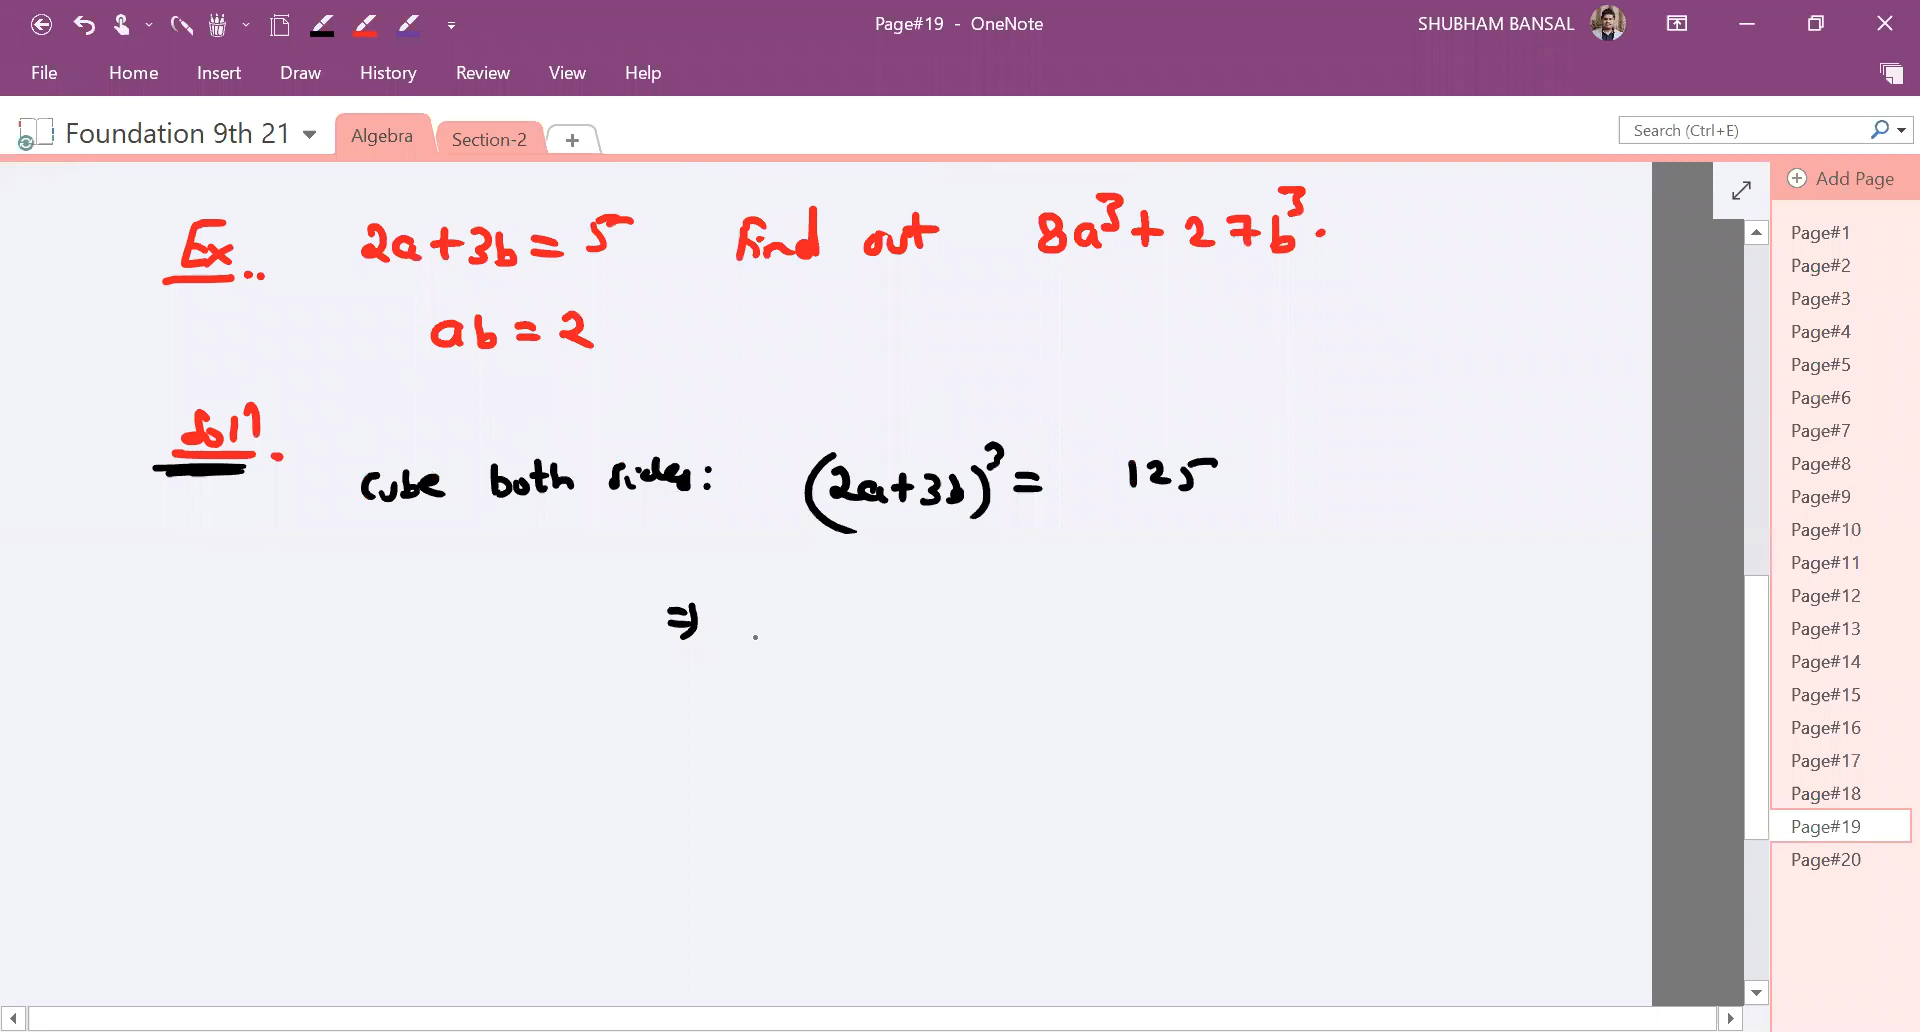 Page#19 - OneNote
SHUBHAM BANSAL
File Home Insert Draw History Review View Help
Foundation 9th 21
Algebra
Section-2
Search (Ctrl+E)
Add Page
Ex.. 2a+3b=5 Find out 8a³+27b³.
ab=2
Solⁿ.
Cube both sides: (2a+3b)³= 125
⇒
Page#1
Page#2
Page#3
Page#4
Page#5
Page#6
Page#7
Page#8
Page#9
Page#10
Page#11
Page#12
Page#13
Page#14
Page#15
Page#16
Page#17
Page#18
Page#19
Page#20